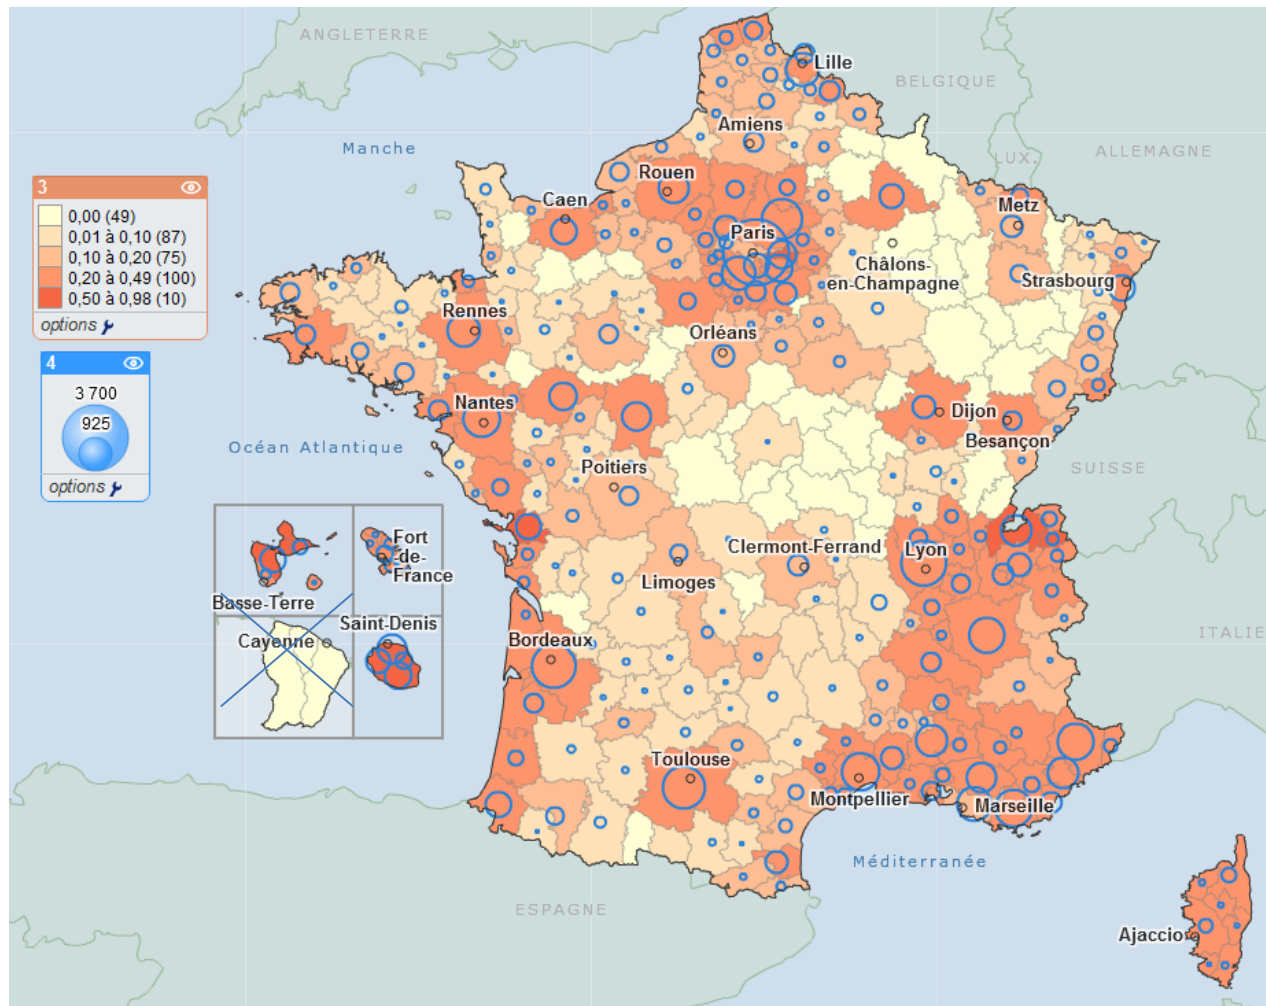 ANGLETERRE
Lille
BELGIQUE
Amiens
Manche
LUX.
ALLEMAGNE
3
0,00 (49)
0,01 à 0,10 (87)
0,10 à 0,20 (75)
0,20 à 0,49 (100)
0,50 à 0,98 (10)
options
Rouen
Caen
Metz
Paris
Châlons-
en-Champagne
Strasbourg
Rennes
Orléans
4
3 700
925
options
Nantes
Dijon
Besançon
Océan Atlantique
Poitiers
SUISSE
Fort
-de-
France
Clermont-Ferrand
Lyon
Limoges
Basse-Terre
Saint-Denis
Cayenne
Bordeaux
ITALIE
Toulouse
Montpellier
Marseille
Méditerranée
ESPAGNE
Ajaccio